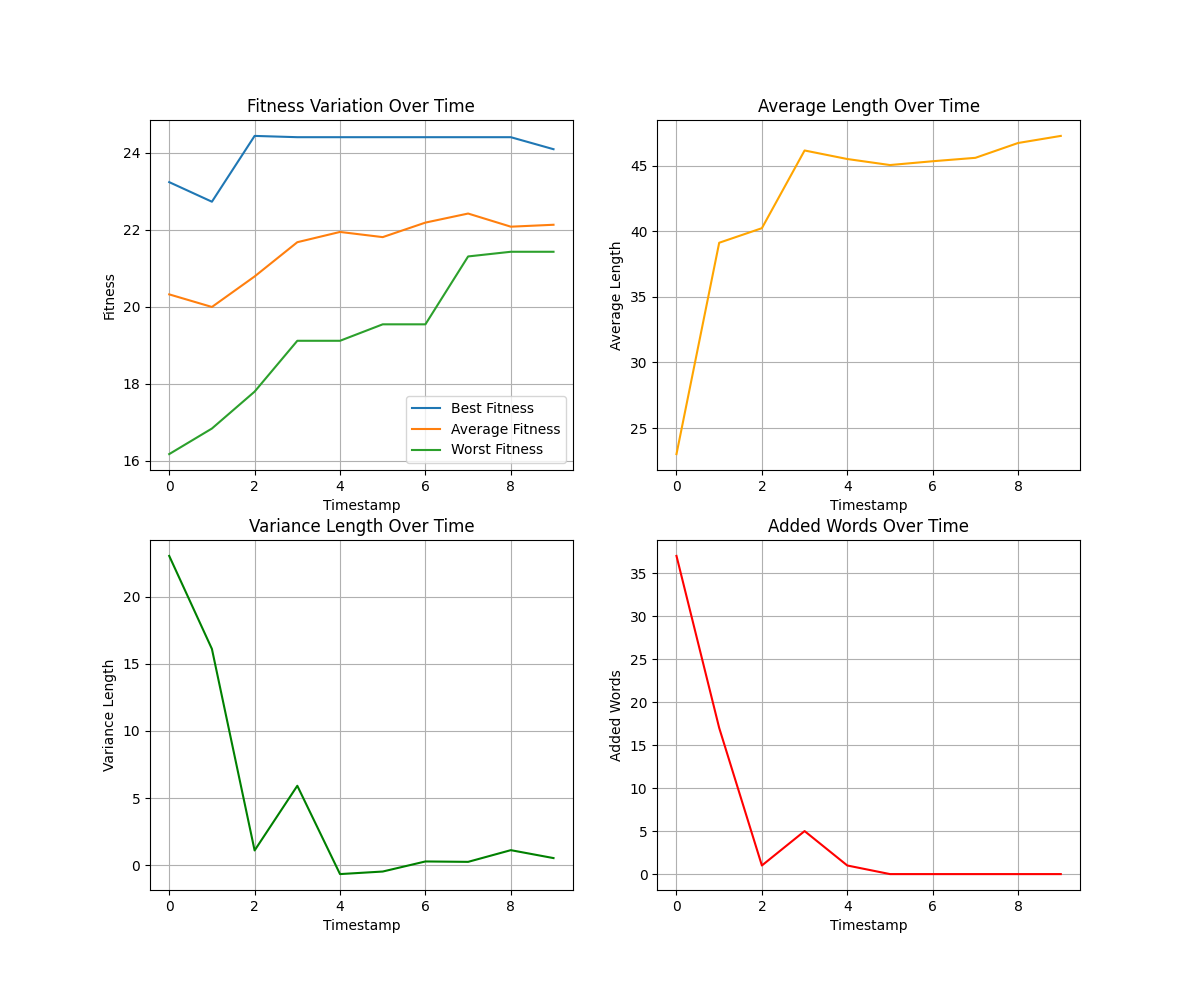 Fitness Variation Over Time
24
22
20
18
16
Fitness
Best Fitness
Average Fitness
Worst Fitness
0 2 4 6 8
Timestamp
Average Length Over Time
45
40
35
30
25
Average Length
0 2 4 6 8
Timestamp
Variance Length Over Time
20
15
10
5
0
Variance Length
0 2 4 6 8
Timestamp
Added Words Over Time
35
30
25
20
15
10
5
0
Added Words
0 2 4 6 8
Timestamp